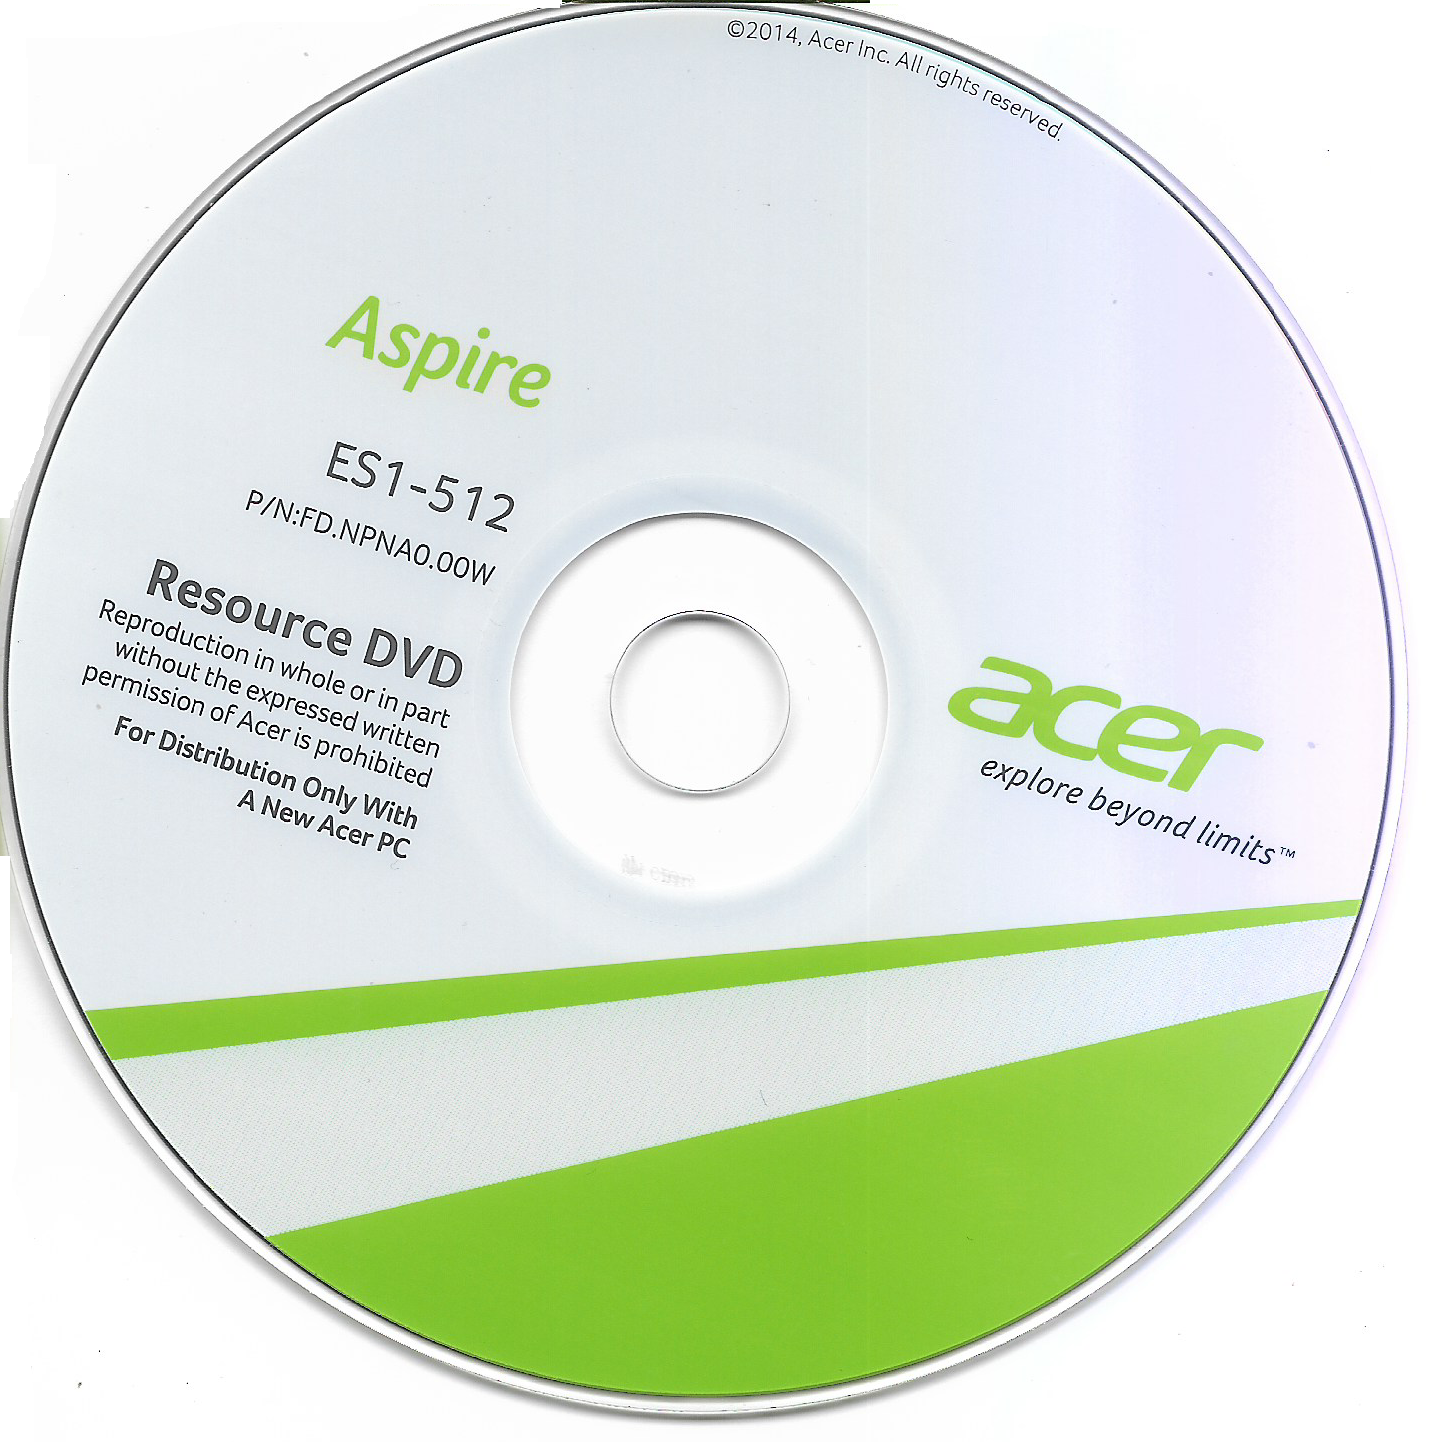 ©2014, Acer Inc. All rights reserved.
Aspire
ES1-512
P/N:FD.NPNA0.00W
Resource DVD
Reproduction in whole or in part
without the expressed written
permission of Acer is prohibited
For Distribution Only With
A New Acer PC
acer
explore beyond limits™